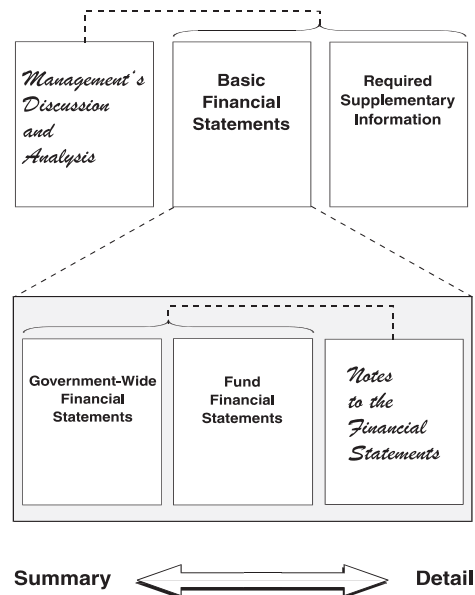 Management's
Discussion
and
Analysis
Basic
Financial
Statements
Required
Supplementary
Information
Government-Wide
Financial
Statements
Fund
Financial
Statements
Notes
to the
Financial
Statements
Summary
Detail